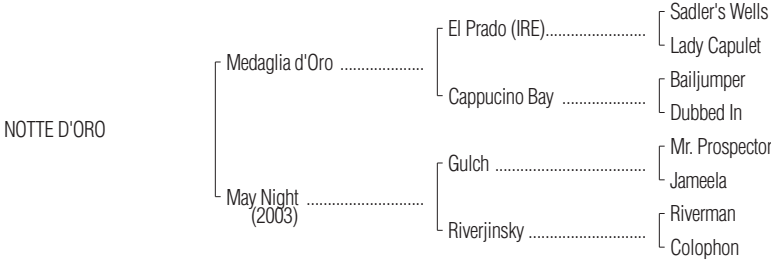 Sadler's Wells
El Prado (IRE)........................
Lady Capulet
Medaglia d'Oro ....................
Bailjumper
Cappucino Bay ....................
Dubbed In
NOTTE D'ORO
Mr. Prospector
Gulch ....................................
Jameela
May Night ............................
(2003)
Riverman
Riverjinsky ............................
Colophon